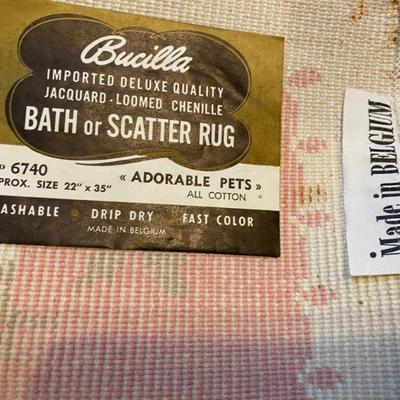 Bucilla
IMPORTED DELUXE QUALITY
JACQUARD-LOOMED CHENILLE
BATH or SCATTER RUG
6740
« ADORABLE PETS »
PROX. SIZE 22" x 35"
ALL COTTON
ASHABLE • DRIP DRY • FAST COLOR
MADE IN BELGIUM
Made in BELGIUM